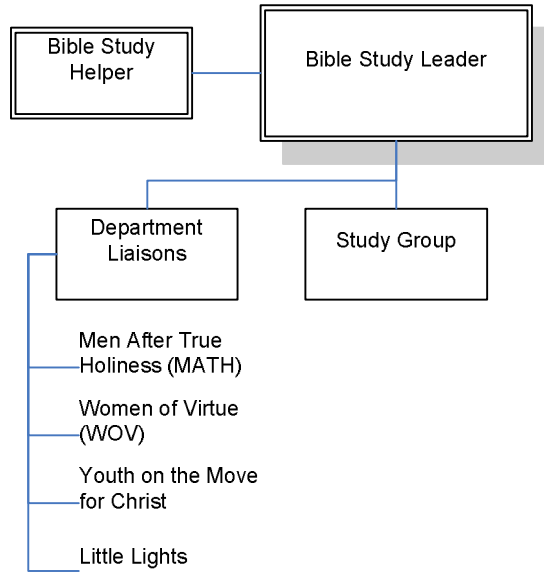 Bible Study
Helper
Bible Study Leader
Department
Liaisons
Study Group
Men After True
Holiness (MATH)
Women of Virtue
(WOV)
Youth on the Move
for Christ
Little Lights